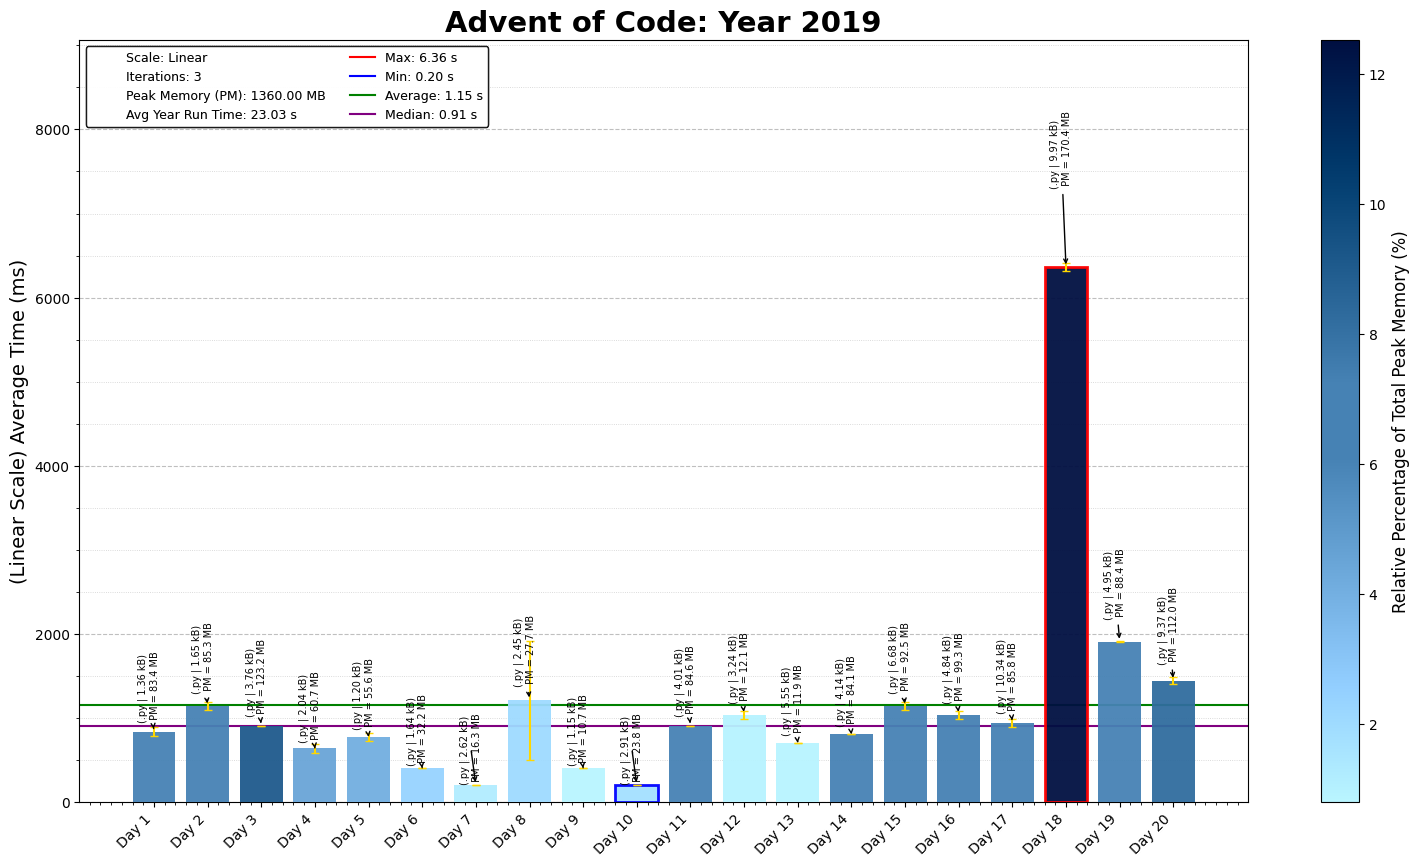 Advent of Code: Year 2019
Scale: Linear
Iterations: 3
Peak Memory (PM): 1360.00 MB
Avg Year Run Time: 23.03 s
Max: 6.36 s
Min: 0.20 s
Average: 1.15 s
Median: 0.91 s
(Linear Scale) Average Time (ms)
8000
6000
4000
2000
0
(.py | 1.36 kB)
PM = 83.4 MB
(.py | 1.65 kB)
PM = 85.3 MB
(.py | 3.76 kB)
PM = 123.2 MB
(.py | 2.04 kB)
PM = 60.7 MB
(.py | 1.20 kB)
PM = 55.6 MB
(.py | 1.64 kB)
PM = 32.2 MB
(.py | 2.62 kB)
PM = 16.3 MB
(.py | 2.45 kB)
PM = 27.7 MB
(.py | 1.15 kB)
PM = 10.7 MB
(.py | 2.91 kB)
PM = 23.8 MB
(.py | 4.01 kB)
PM = 84.6 MB
(.py | 3.24 kB)
PM = 12.1 MB
(.py | 5.55 kB)
PM = 11.9 MB
(.py | 4.14 kB)
PM = 84.1 MB
(.py | 6.68 kB)
PM = 92.5 MB
(.py | 4.84 kB)
PM = 99.3 MB
(.py | 10.34 kB)
PM = 85.8 MB
(.py | 9.97 kB)
PM = 170.4 MB
(.py | 4.95 kB)
PM = 88.4 MB
(.py | 9.37 kB)
PM = 112.0 MB
Day 1
Day 2
Day 3
Day 4
Day 5
Day 6
Day 7
Day 8
Day 9
Day 10
Day 11
Day 12
Day 13
Day 14
Day 15
Day 16
Day 17
Day 18
Day 19
Day 20
12
10
8
6
4
2
Relative Percentage of Total Peak Memory (%)